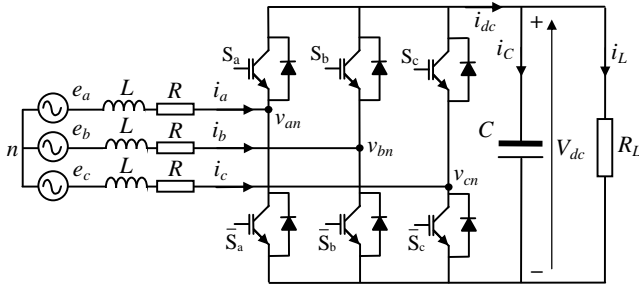 i_dc
+
S_a S_b S_c i_C i_L
e_a L R i_a
v_an
e_b L R i_b C V_dc R_L
n v_bn
e_c L R i_c v_cn
S̄_a S̄_b S̄_c
−